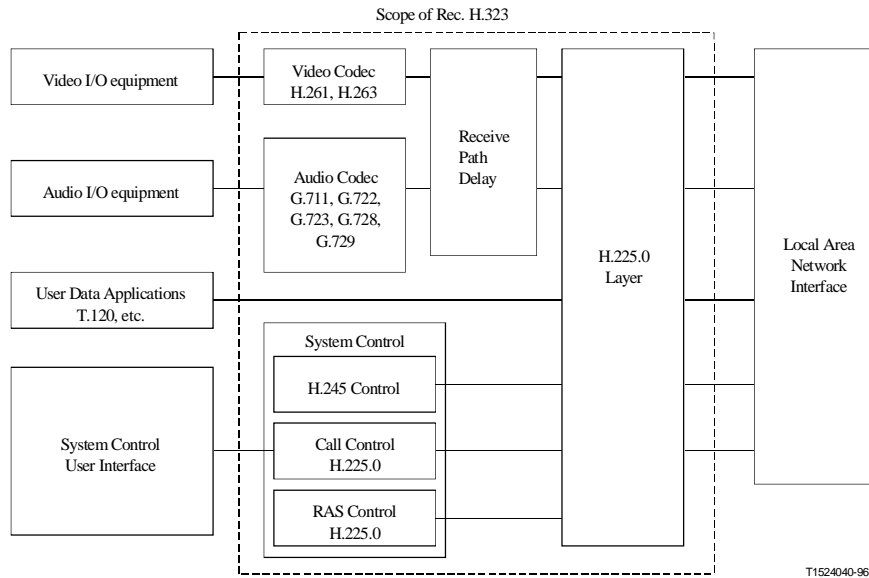 Scope of Rec. H.323
Video I/O equipment
Video Codec
H.261, H.263
Receive
Path
Delay
Audio I/O equipment
Audio Codec
G.711, G.722,
G.723, G.728,
G.729
H.225.0
Layer
Local Area
Network
Interface
User Data Applications
T.120, etc.
System Control
H.245 Control
System Control
User Interface
Call Control
H.225.0
RAS Control
H.225.0
T1524040-96